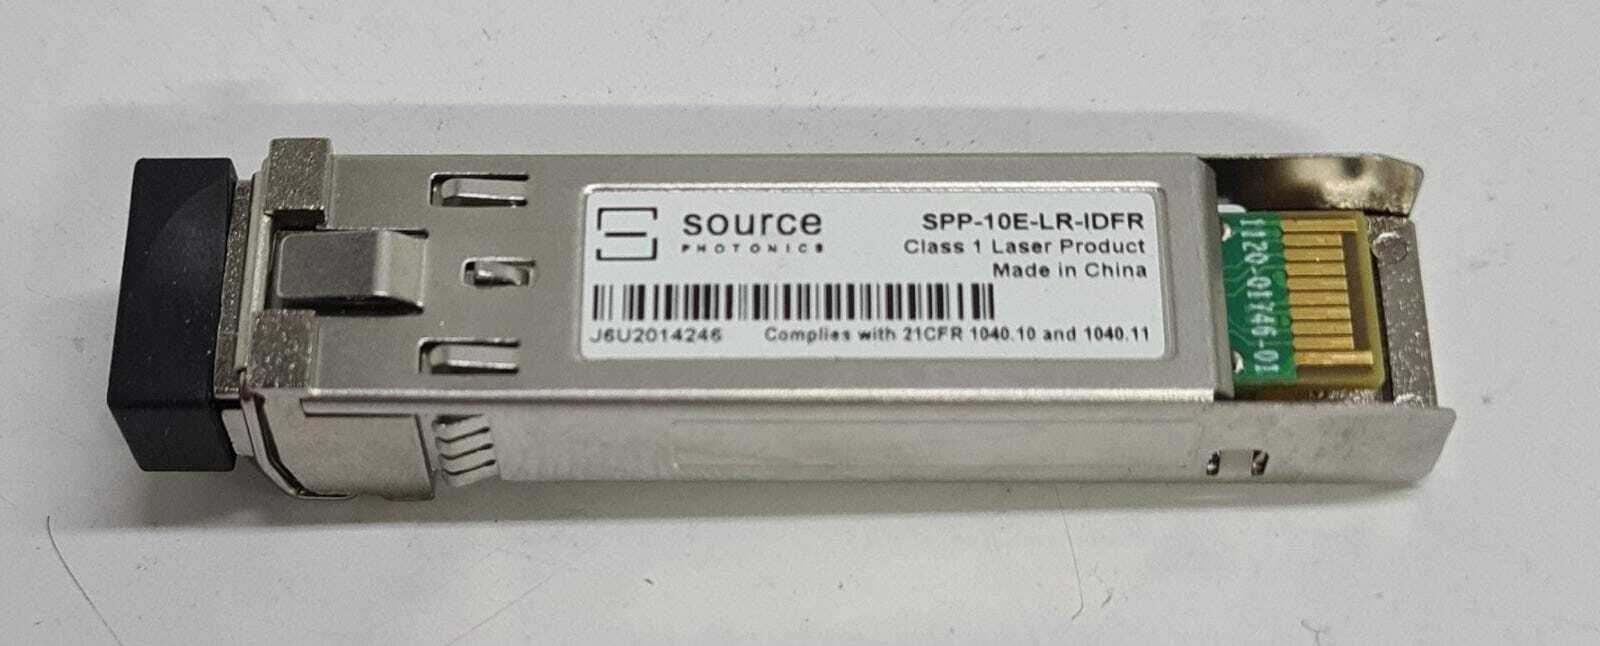 source
PHOTONICS
SPP-10E-LR-IDFR
Class 1 Laser Product
Made in China
J6U2014246
Complies with 21CFR 1040.10 and 1040.11
1120-01746-01